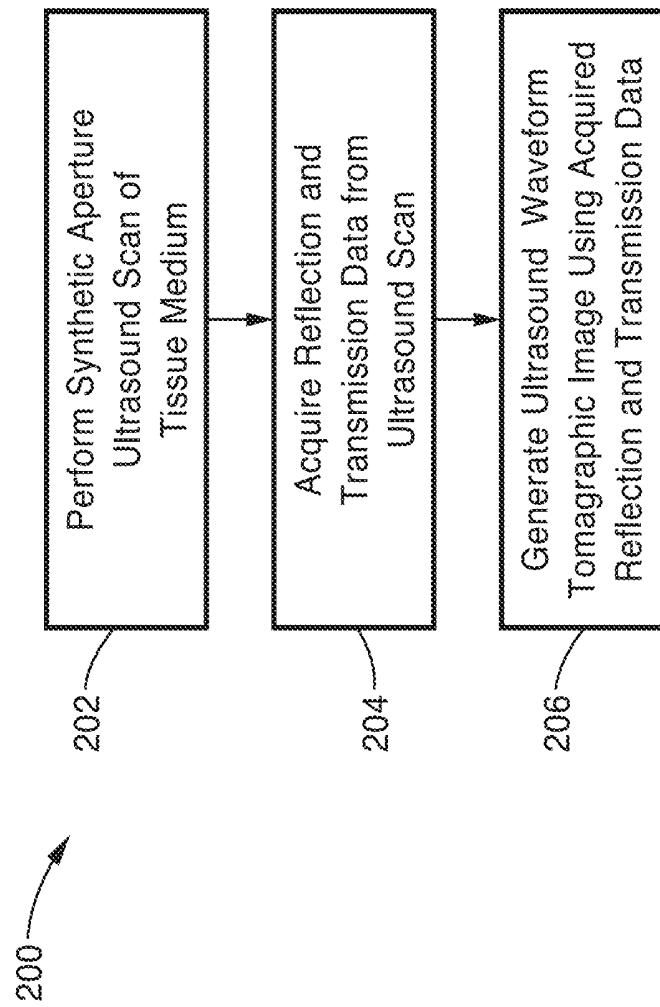 200
202
Perform Synthetic Aperture
Ultrasound Scan of
Tissue Medium
204
Acquire Reflection and
Transmission Data from
Ultrasound Scan
206
Generate Ultrasound Waveform
Tomagraphic Image Using Acquired
Reflection and Transmission Data